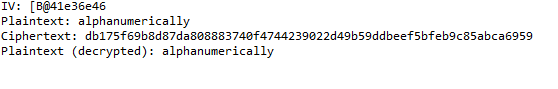 IV: [B@41e36e46
Plaintext: alphanumerically
Ciphertext: db175f69b8d87da808883740f4744239022d49b59ddbeef5bfeb9c85abca6959
Plaintext (decrypted): alphanumerically